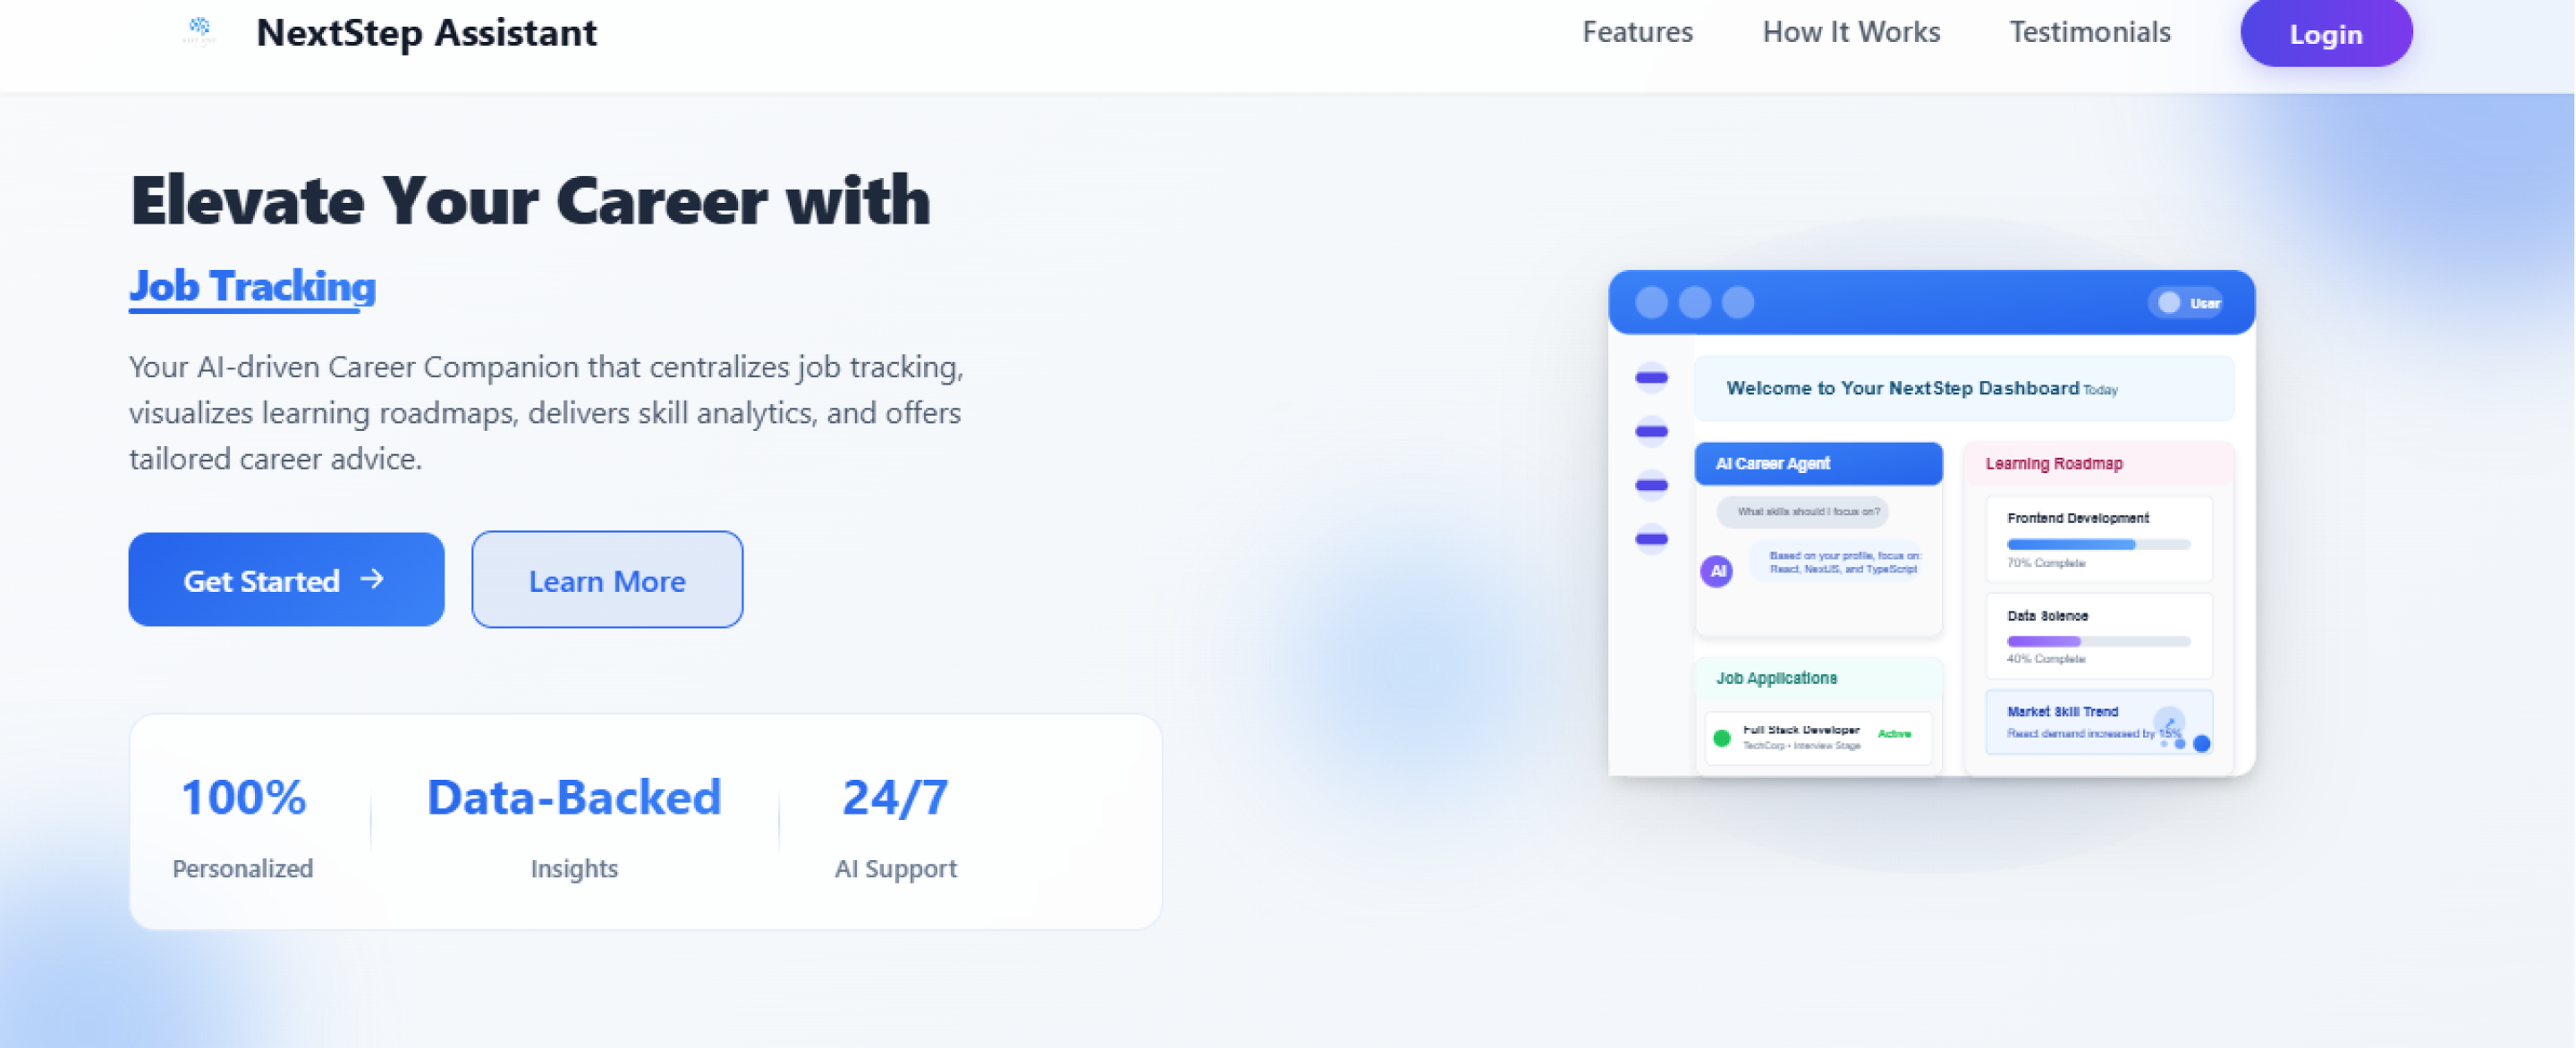 NextStep Assistant
Features
How It Works
Testimonials
Login
Elevate Your Career with
Job Tracking
Your AI-driven Career Companion that centralizes job tracking,
visualizes learning roadmaps, delivers skill analytics, and offers
tailored career advice.
Get Started →
Learn More
100%
Personalized
Data-Backed
Insights
24/7
AI Support
User
Welcome to Your NextStep Dashboard Today
AI Career Agent
What skills should I focus on?
AI
Based on your profile, focus on:
React, NextJS, and TypeScript
Job Applications
Full Stack Developer
TechCorp • Interview Stage
Active
Learning Roadmap
Frontend Development
70% Complete
Data Science
40% Complete
Market Skill Trend
React demand increased by 15%